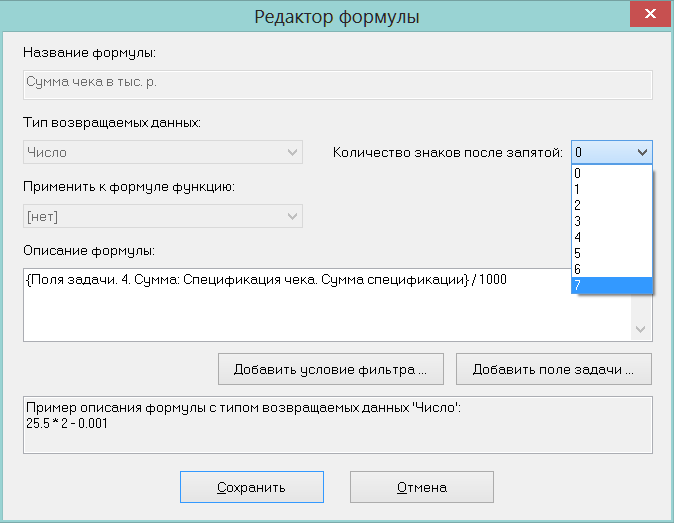 Редактор формулы
Название формулы:
Сумма чека в тыс. р.
Тип возвращаемых данных:
Число
Количество знаков после запятой:
0
0
1
2
3
4
5
6
7
Применить к формуле функцию:
[нет]
Описание формулы:
{Поля задачи. 4. Сумма: Спецификация чека. Сумма спецификации} / 1000
Добавить условие фильтра ...
Добавить поле задачи ...
Пример описания формулы с типом возвращаемых данных 'Число':
25.5 * 2 - 0.001
Сохранить
Отмена